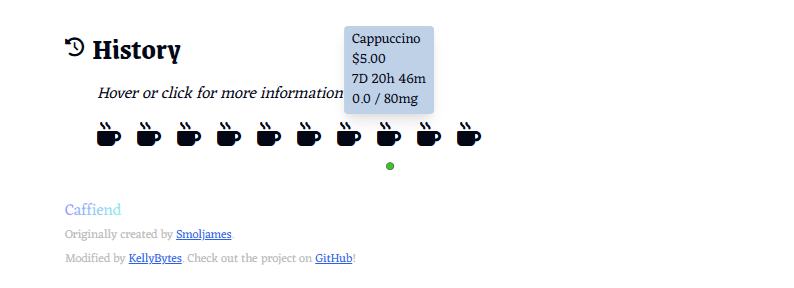 History
Cappuccino
$5.00
7D 20h 46m
0.0 / 80mg
Hover or click for more information
Caffiend
Originally created by Smoljames.
Modified by KellyBytes. Check out the project on GitHub!